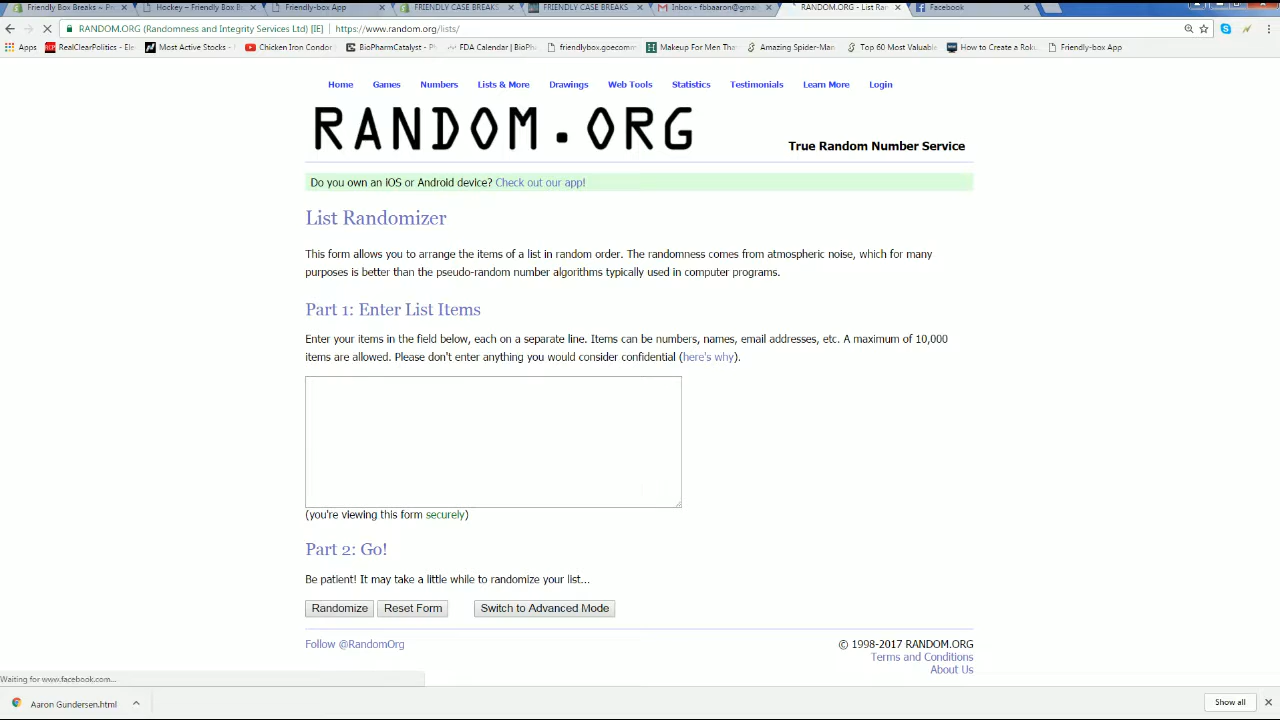 Friendly Box Breaks ~ Pr
Hockey – Friendly Box B
Friendly-box App
FRIENDLY CASE BREAKS
FRIENDLY CASE BREAKS
Inbox - fbbaaron@gmai
RANDOM.ORG - List Ran
Facebook
RANDOM.ORG (Randomness and Integrity Services Ltd) [IE]
https://www.random.org/lists/
Apps
RealClearPolitics - Ele
Most Active Stocks -
Chicken Iron Condor
BioPharmCatalyst - Ph
FDA Calendar | BioPh
friendlybox.goecomm
Makeup For Men Tha
Amazing Spider-Man
Top 60 Most Valuable
How to Create a Roku
Friendly-box App
Home Games Numbers Lists & More Drawings Web Tools Statistics Testimonials Learn More Login
RANDOM.ORG
True Random Number Service
Do you own an iOS or Android device? Check out our app!
List Randomizer
This form allows you to arrange the items of a list in random order. The randomness comes from atmospheric noise, which for many
purposes is better than the pseudo-random number algorithms typically used in computer programs.
Part 1: Enter List Items
Enter your items in the field below, each on a separate line. Items can be numbers, names, email addresses, etc. A maximum of 10,000
items are allowed. Please don't enter anything you would consider confidential (here's why).
(you're viewing this form securely)
Part 2: Go!
Be patient! It may take a little while to randomize your list...
Randomize Reset Form Switch to Advanced Mode
Follow @RandomOrg
© 1998-2017 RANDOM.ORG
Terms and Conditions
About Us
Waiting for www.facebook.com...
Aaron Gundersen.html
Show all